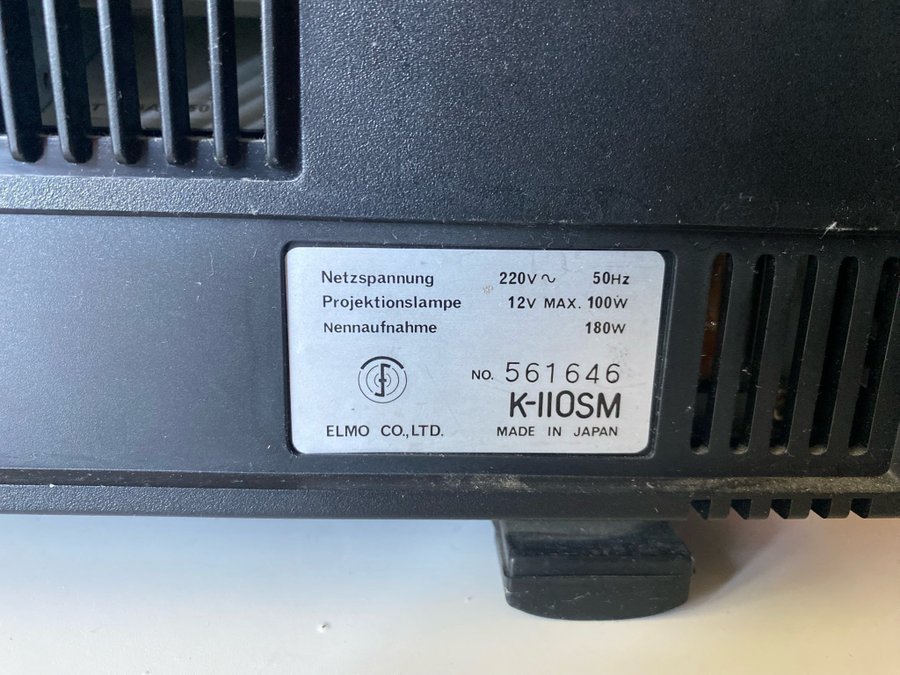 Netzspannung 220V ~ 50Hz
Projektionslampe 12V MAX. 100W
Nennaufnahme 180W
NO. 561646
K-110SM
ELMO CO.,LTD. MADE IN JAPAN